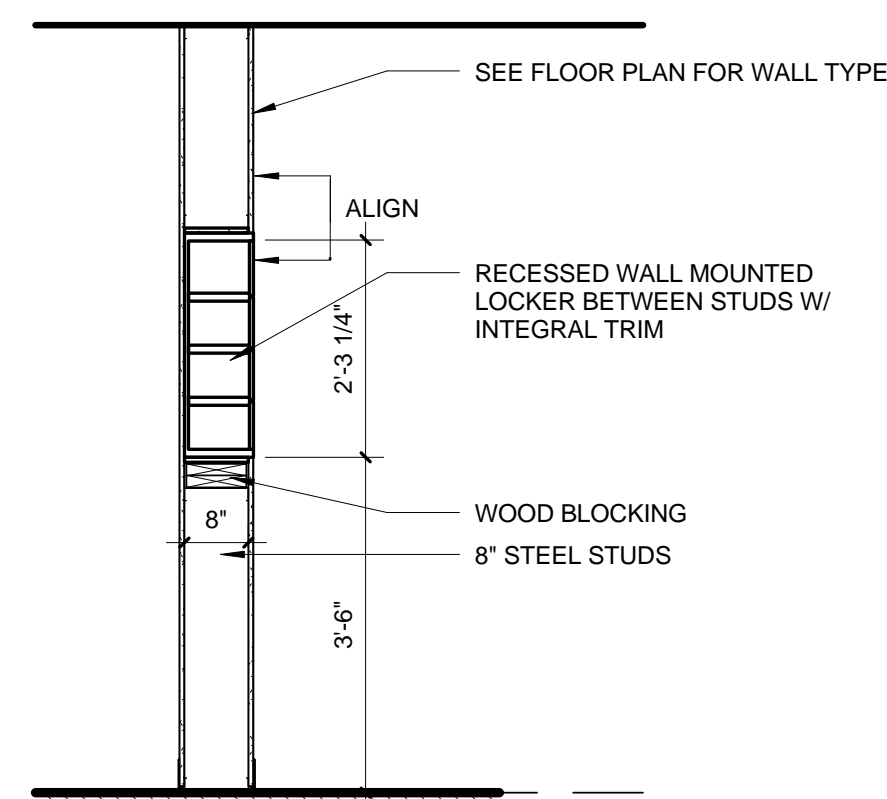 SEE FLOOR PLAN FOR WALL TYPE
ALIGN
RECESSED WALL MOUNTED
LOCKER BETWEEN STUDS W/
INTEGRAL TRIM
2'-3 1/4"
WOOD BLOCKING
8"
8" STEEL STUDS
3'-6"